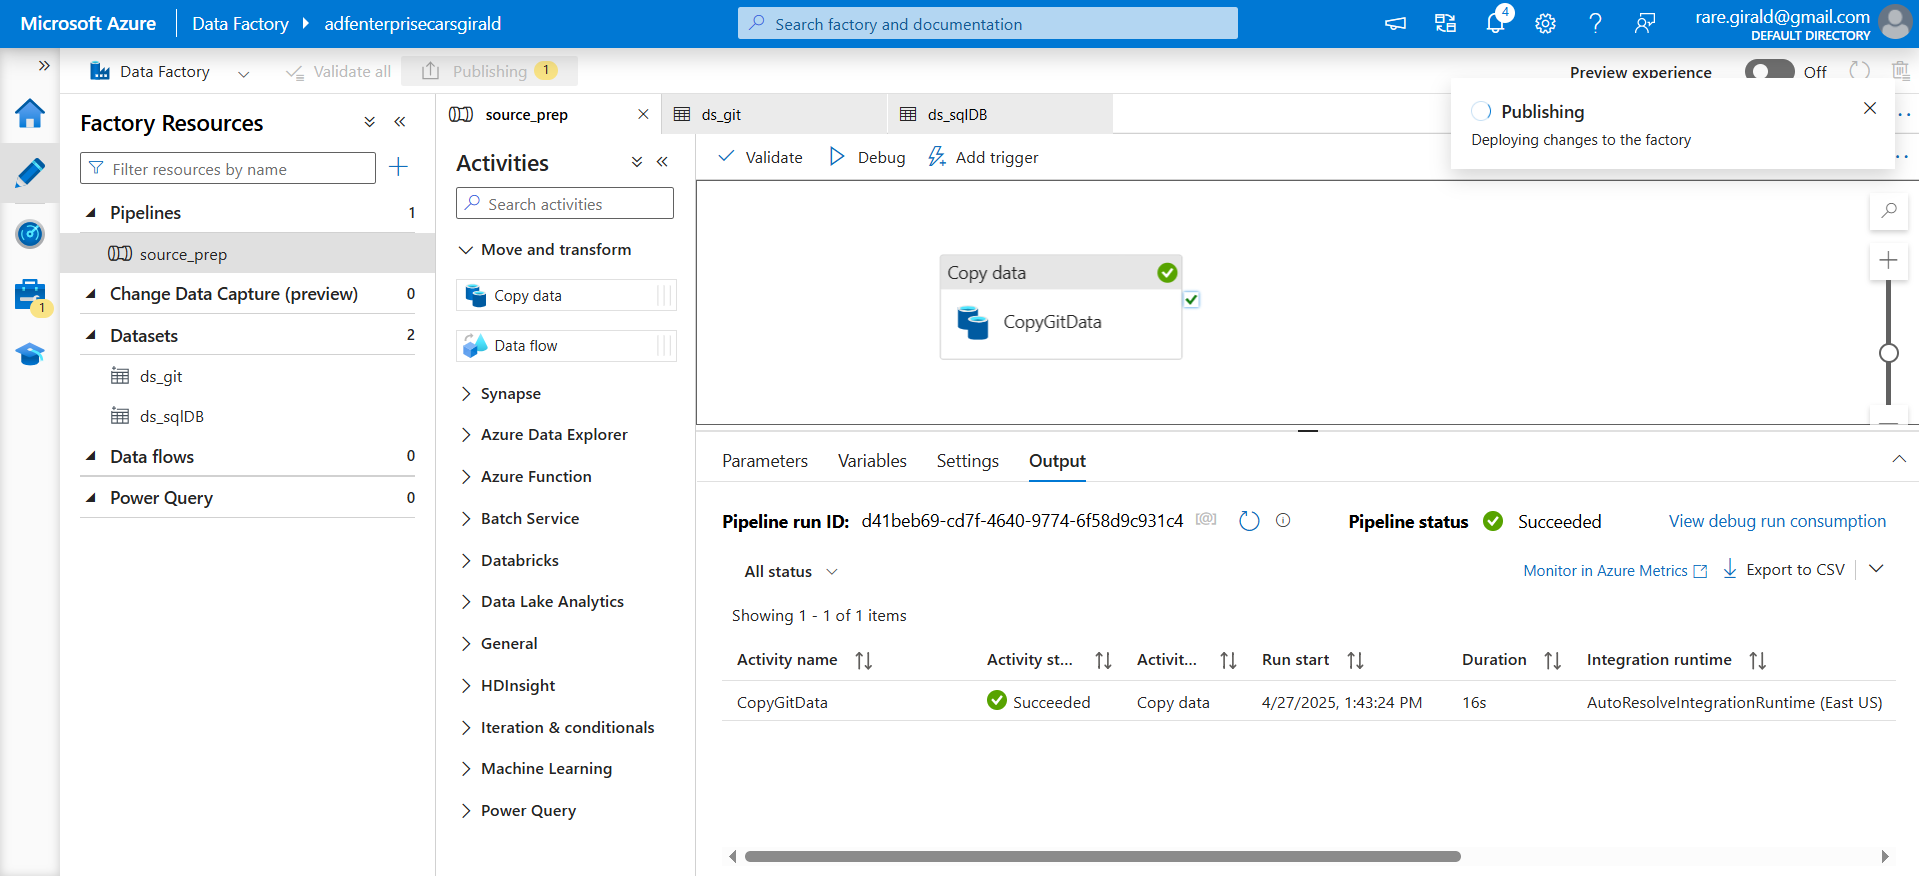 Microsoft Azure
Data Factory
adfenterprisecarsgirald
Search factory and documentation
4
rare.girald@gmail.com
DEFAULT DIRECTORY
Data Factory
Validate all
Publishing
1
Preview experience
Off
Publishing
Deploying changes to the factory
1
Factory Resources
Filter resources by name
Pipelines
1
source_prep
Change Data Capture (preview)
0
Datasets
2
ds_git
ds_sqlDB
Data flows
0
Power Query
0
source_prep
ds_git
ds_sqlDB
Activities
Search activities
Move and transform
Copy data
Data flow
Synapse
Azure Data Explorer
Azure Function
Batch Service
Databricks
Data Lake Analytics
General
HDInsight
Iteration & conditionals
Machine Learning
Power Query
Validate
Debug
Add trigger
Copy data
CopyGitData
Parameters
Variables
Settings
Output
Pipeline run ID: d41beb69-cd7f-4640-9774-6f58d9c931c4
Pipeline status
Succeeded
View debug run consumption
All status
Monitor in Azure Metrics
Export to CSV
Showing 1 - 1 of 1 items
Activity name
Activity st...
Activit...
Run start
Duration
Integration runtime
CopyGitData
Succeeded
Copy data
4/27/2025, 1:43:24 PM
16s
AutoResolveIntegrationRuntime (East US)